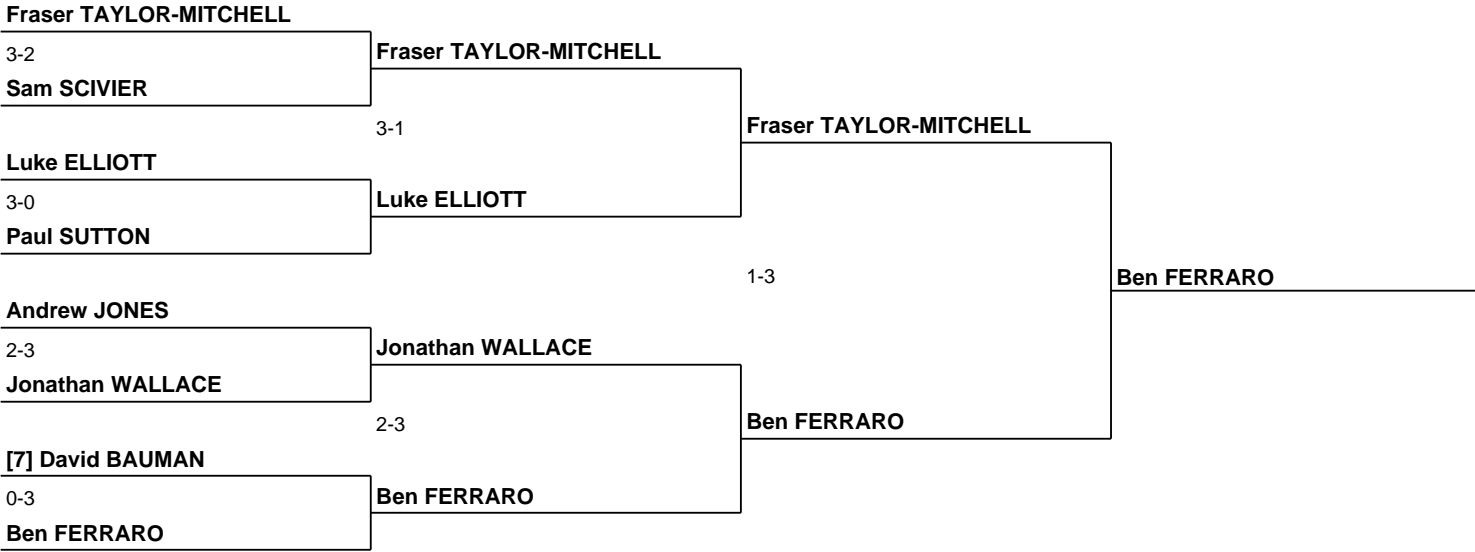 Fraser TAYLOR-MITCHELL
3-2
Fraser TAYLOR-MITCHELL
Sam SCIVIER
3-1
Fraser TAYLOR-MITCHELL
Luke ELLIOTT
3-0
Luke ELLIOTT
Paul SUTTON
1-3
Ben FERRARO
Andrew JONES
2-3
Jonathan WALLACE
Jonathan WALLACE
2-3
Ben FERRARO
[7] David BAUMAN
0-3
Ben FERRARO
Ben FERRARO